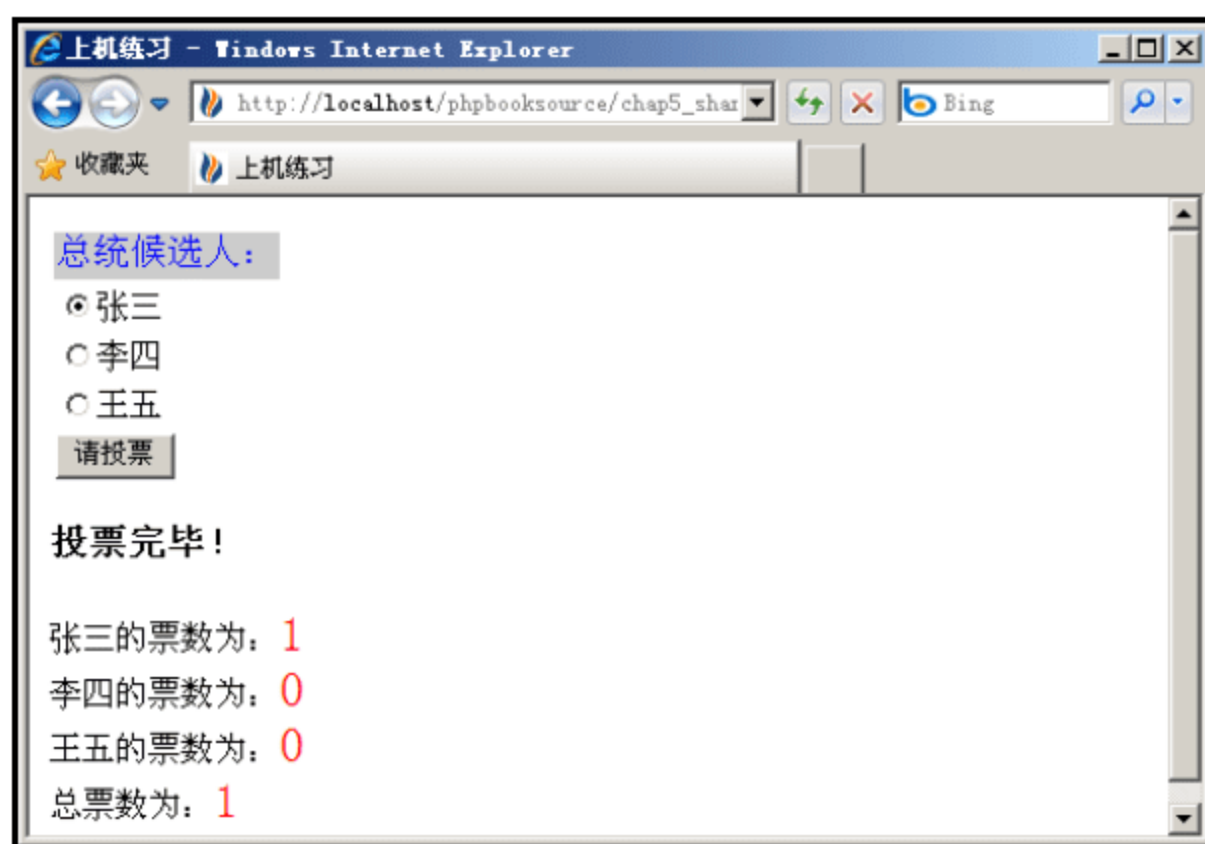 上机练习 - Windows Internet Explorer
http://localhost/phpbooksource/chap5_shar
Bing
收藏夹
上机练习
总统候选人：
张三
李四
王五
请投票
投票完毕！
张三的票数为：1
李四的票数为：0
王五的票数为：0
总票数为：1